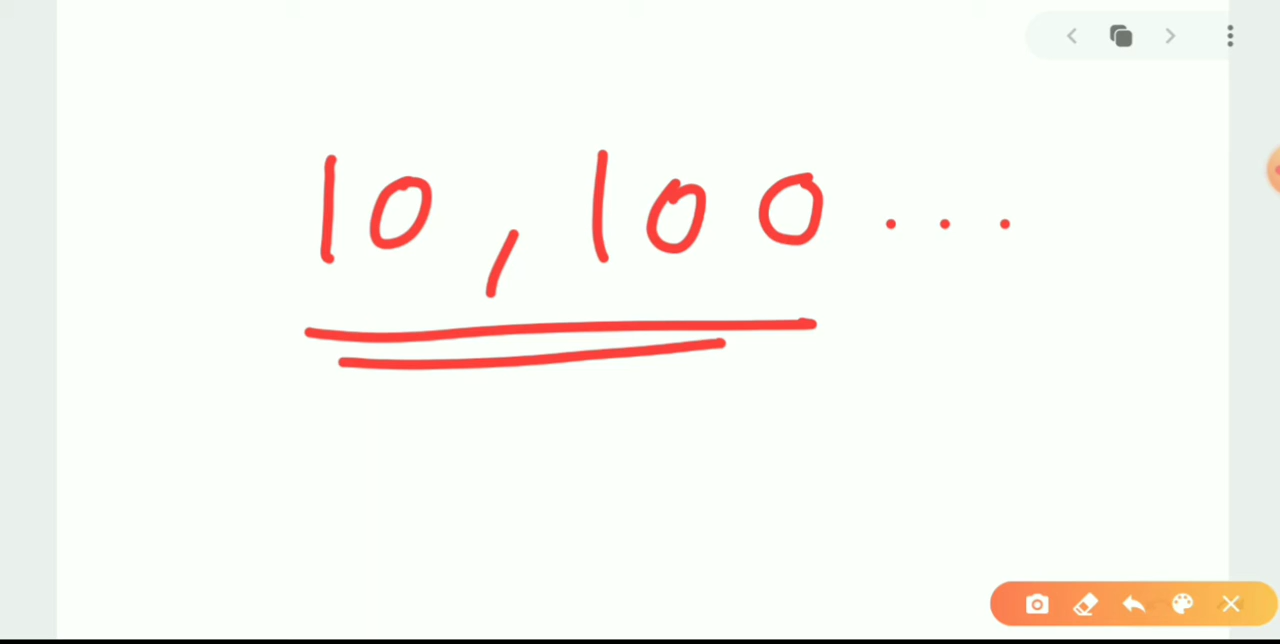 10, 100 . . .